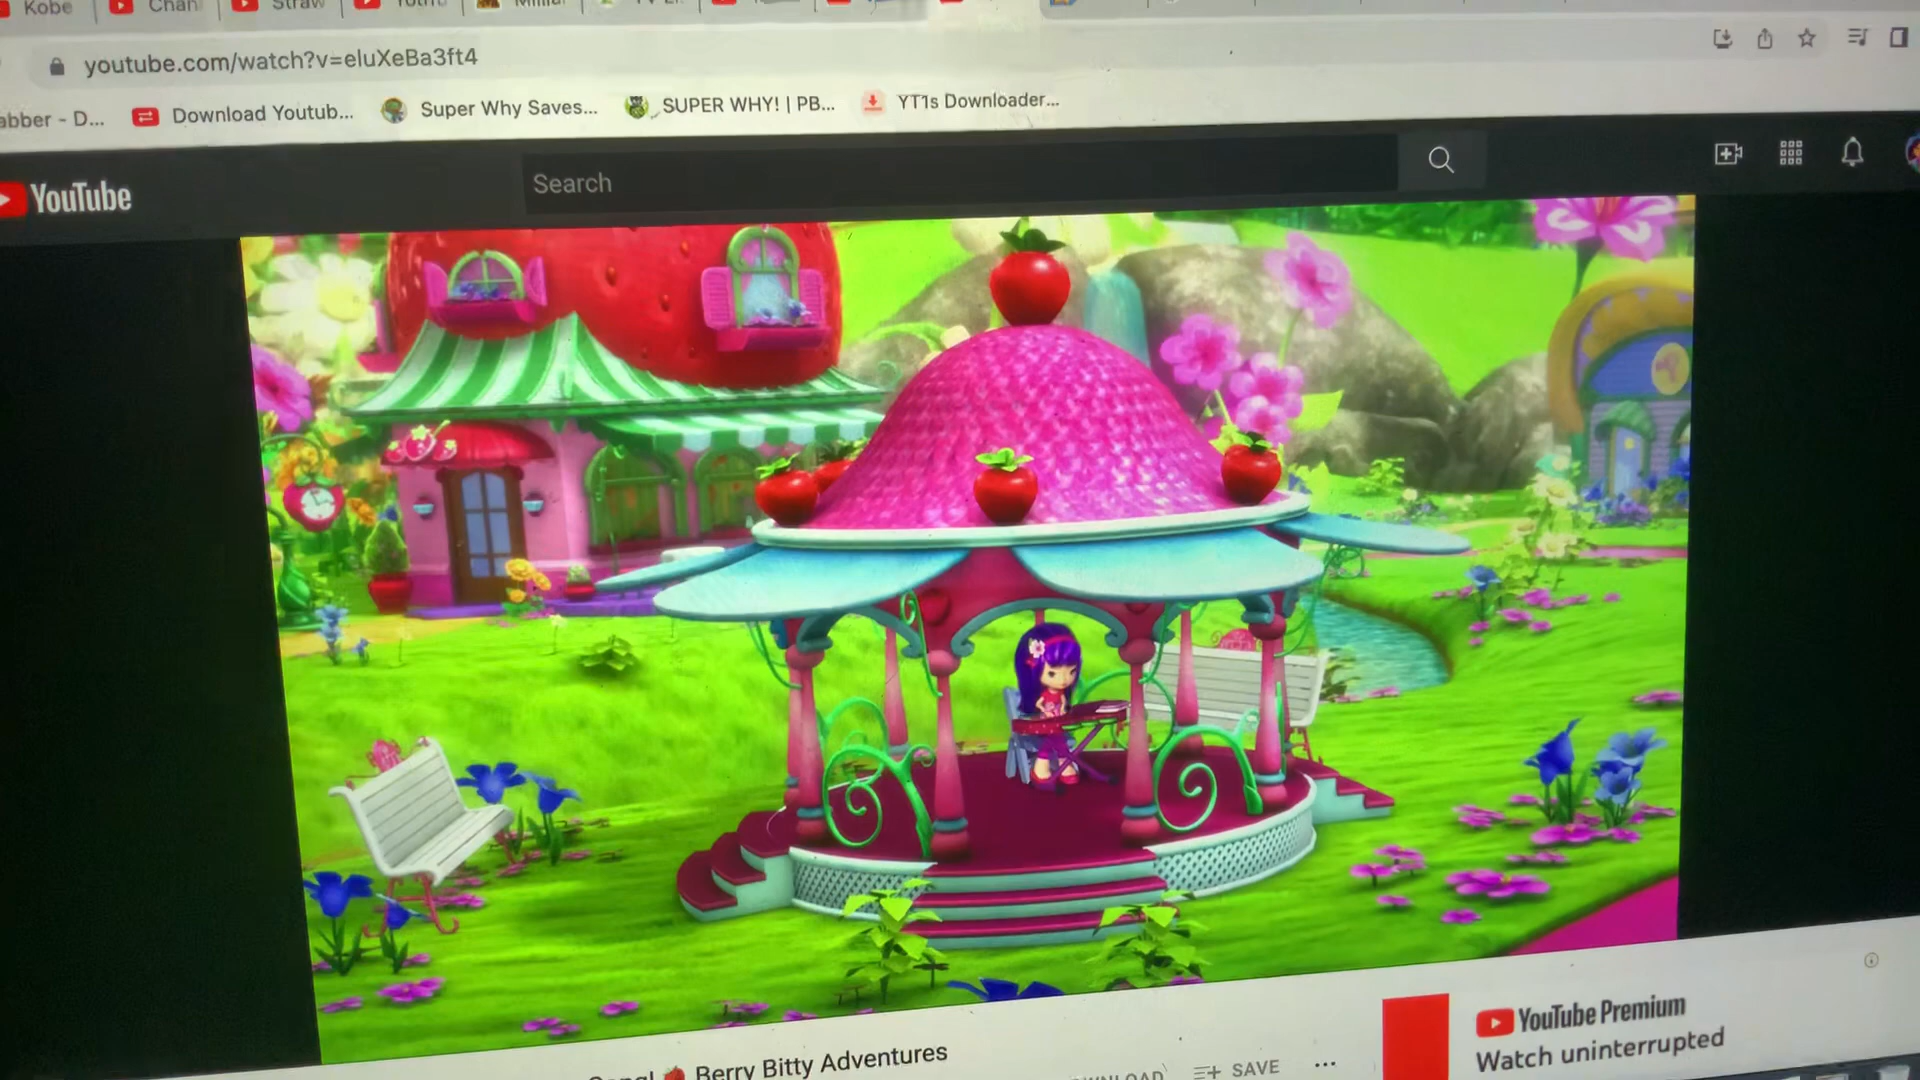 Kobe Chan Straw
youtube.com/watch?v=eluXeBa3ft4
abber - D... Download Youtub... Super Why Saves... SUPER WHY! | PB... YT1s Downloader...
YouTube Search
Berry Bitty Adventures
SAVE ...
YouTube Premium
Watch uninterrupted